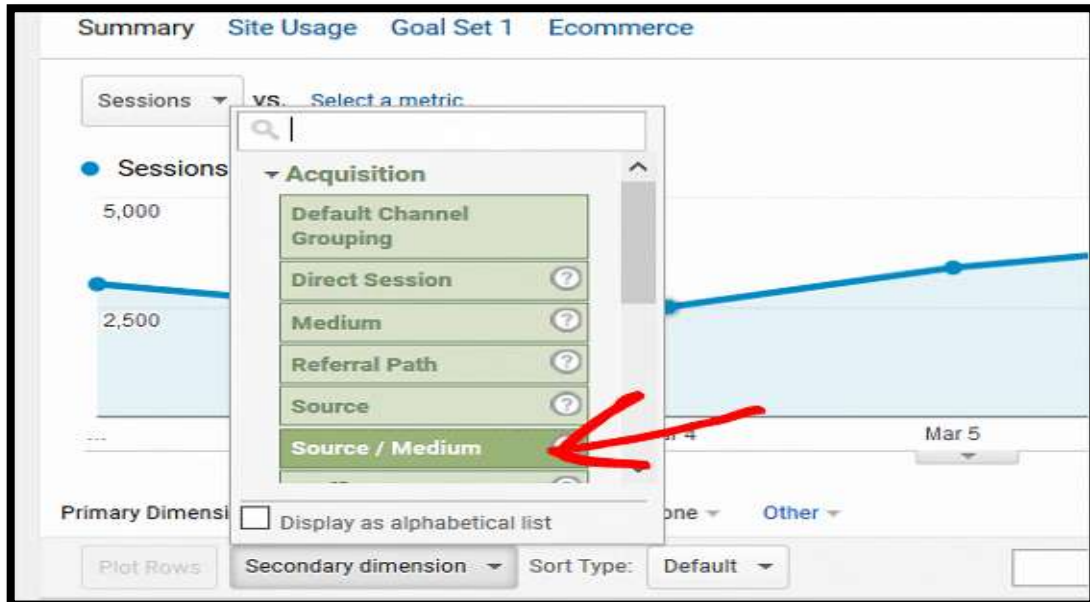 Summary Site Usage Goal Set 1 Ecommerce
Sessions vs. Select a metric
Sessions
Acquisition
5,000
Default Channel
Grouping
Direct Session ?
2,500
Medium ?
Referral Path ?
Source ?
Source / Medium
4 Mar 5
Primary Dimensi
Display as alphabetical list
one Other
Plot Rows Secondary dimension Sort Type: Default